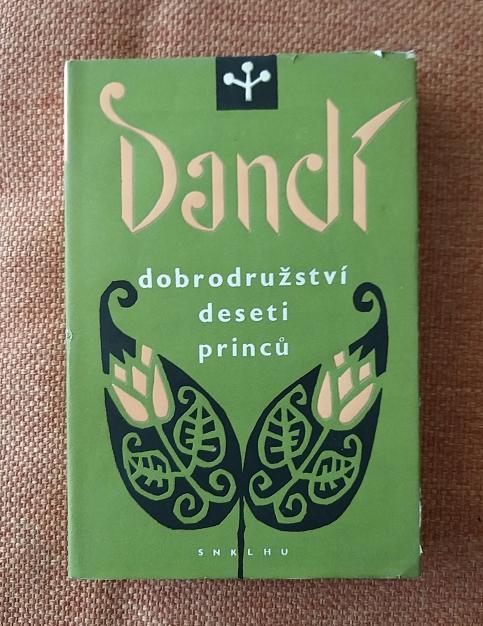 Dandí
dobrodružství
deseti
princů
SNKLHU